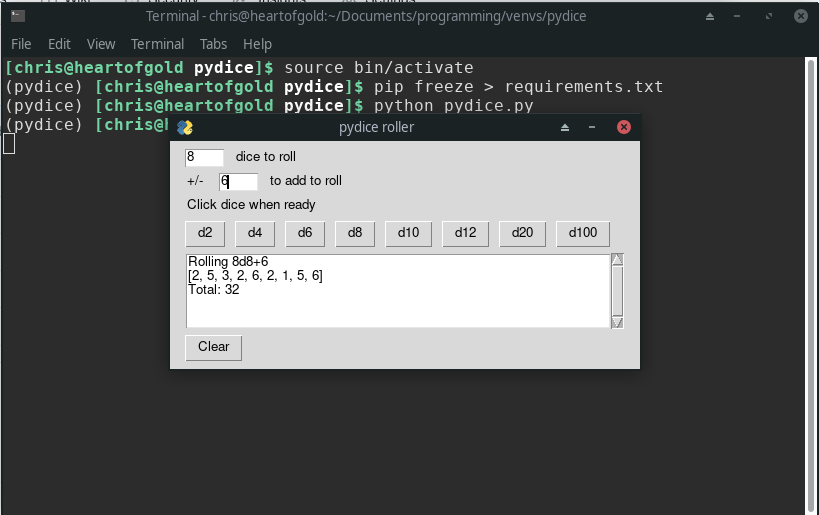 Terminal - chris@heartofgold:~/Documents/programming/venvs/pydice
File Edit View Terminal Tabs Help
[chris@heartofgold pydice]$ source bin/activate
(pydice) [chris@heartofgold pydice]$ pip freeze > requirements.txt
(pydice) [chris@heartofgold pydice]$ python pydice.py
(pydice) [chris@
pydice roller
8 dice to roll
+/- 6 to add to roll
Click dice when ready
d2 d4 d6 d8 d10 d12 d20 d100
Rolling 8d8+6
[2, 5, 3, 2, 6, 2, 1, 5, 6]
Total: 32
Clear